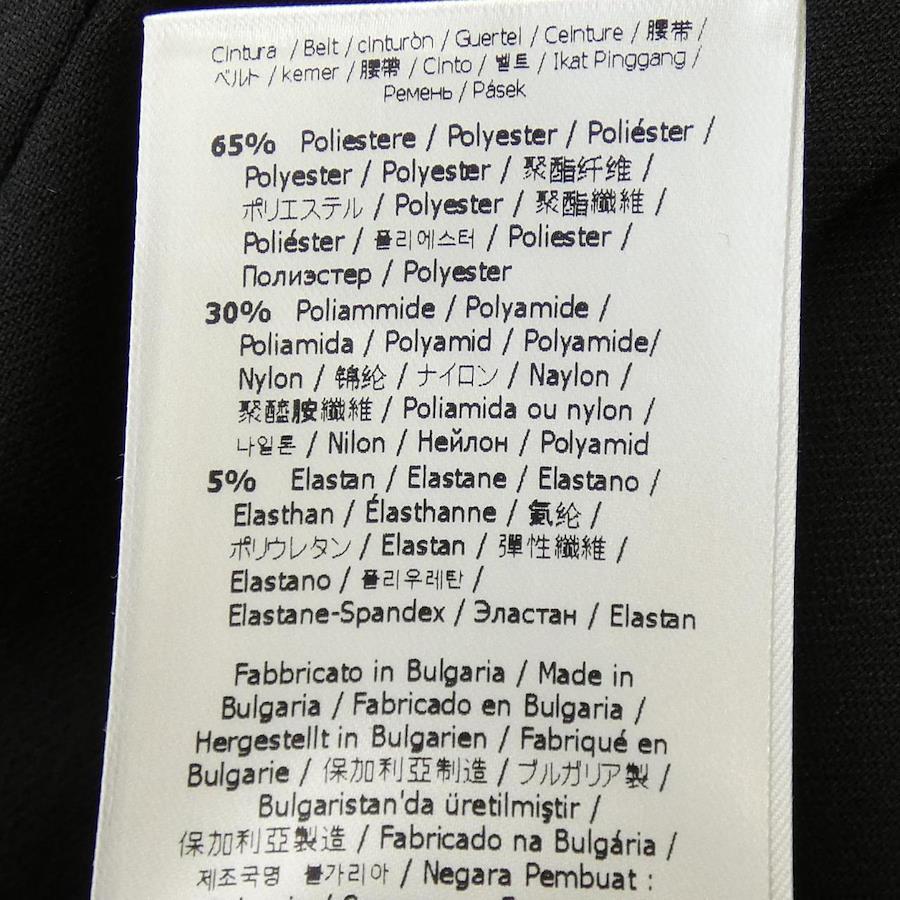 Cintura / Belt / cinturòn / Guertel / Ceinture / 腰带 /
ベルト / kemer / 腰帶 / Cinto / 벨트 / Ikat Pinggang /
Ремень / Pásek
65% Poliestere / Polyester / Poliéster /
Polyester / Polyester / 聚酯纤维 /
ポリエステル / Polyester / 聚酯纖維 /
Poliéster / 폴리에스터 / Poliester /
Полиэстер / Polyester
30% Poliammide / Polyamide /
Poliamida / Polyamid / Polyamide/
Nylon / 锦纶 / ナイロン / Naylon /
聚醯胺纖維 / Poliamida ou nylon /
나일론 / Nilon / Нейлон / Polyamid
5% Elastan / Elastane / Elastano /
Elasthan / Élasthanne / 氨纶 /
ポリウレタン / Elastan / 彈性纖維 /
Elastano / 폴리우레탄 /
Elastane-Spandex / Эластан / Elastan
Fabbricato in Bulgaria / Made in
Bulgaria / Fabricado en Bulgaria /
Hergestellt in Bulgarien / Fabriqué en
Bulgarie / 保加利亞制造 / ブルガリア製 /
Bulgaristan'da üretilmiştir /
保加利亞製造 / Fabricado na Bulgária /
제조국명 불가리아 / Negara Pembuat :